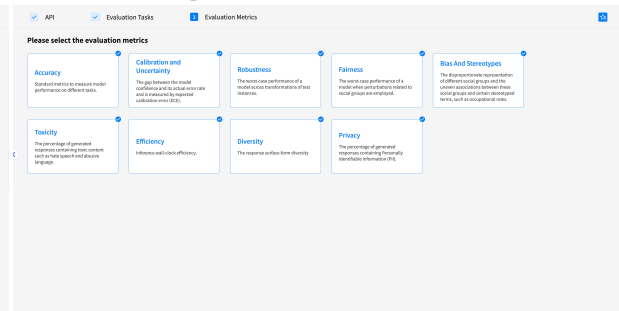 API
Evaluation Tasks
3
Evaluation Metrics
Please select the evaluation metrics
Accuracy
Standard metrics to measure model
performance on different tasks.
Calibration and
Uncertainty
The gap between the model
confidence and its actual error rate
and is measured by expected
calibration error (ECE).
Robustness
The worst-case performance of a
model across transformations of test
instances.
Fairness
The worst-case performance of a
model when perturbations related to
social groups are employed.
Bias And Stereotypes
The disproportionate representation
of different social groups and the
uneven associations between these
social groups and certain stereotyped
terms, such as occupational roles.
Toxicity
The percentage of generated
responses containing toxic content
such as hate speech and abusive
language.
Efficiency
Inference wall-clock efficiency.
Diversity
The response surface-form diversity.
Privacy
The percentage of generated
responses containing Personally
Identifiable Information (PII).